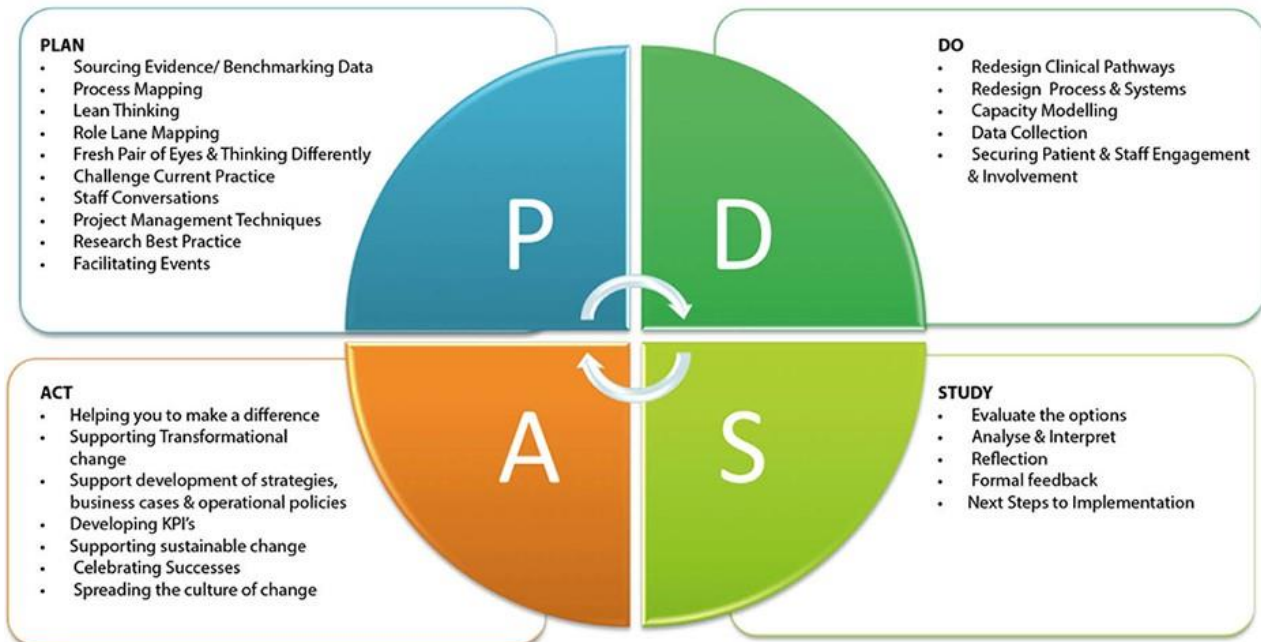 PLAN
• Sourcing Evidence/ Benchmarking Data
• Process Mapping
• Lean Thinking
• Role Lane Mapping
• Fresh Pair of Eyes & Thinking Differently
• Challenge Current Practice
• Staff Conversations
• Project Management Techniques
• Research Best Practice
• Facilitating Events
P
D
DO
• Redesign Clinical Pathways
• Redesign Process & Systems
• Capacity Modelling
• Data Collection
• Securing Patient & Staff Engagement
& Involvement
ACT
• Helping you to make a difference
• Supporting Transformational
change
• Support development of strategies,
business cases & operational policies
• Developing KPI's
• Supporting sustainable change
• Celebrating Successes
• Spreading the culture of change
A
S
STUDY
• Evaluate the options
• Analyse & Interpret
• Reflection
• Formal feedback
• Next Steps to Implementation